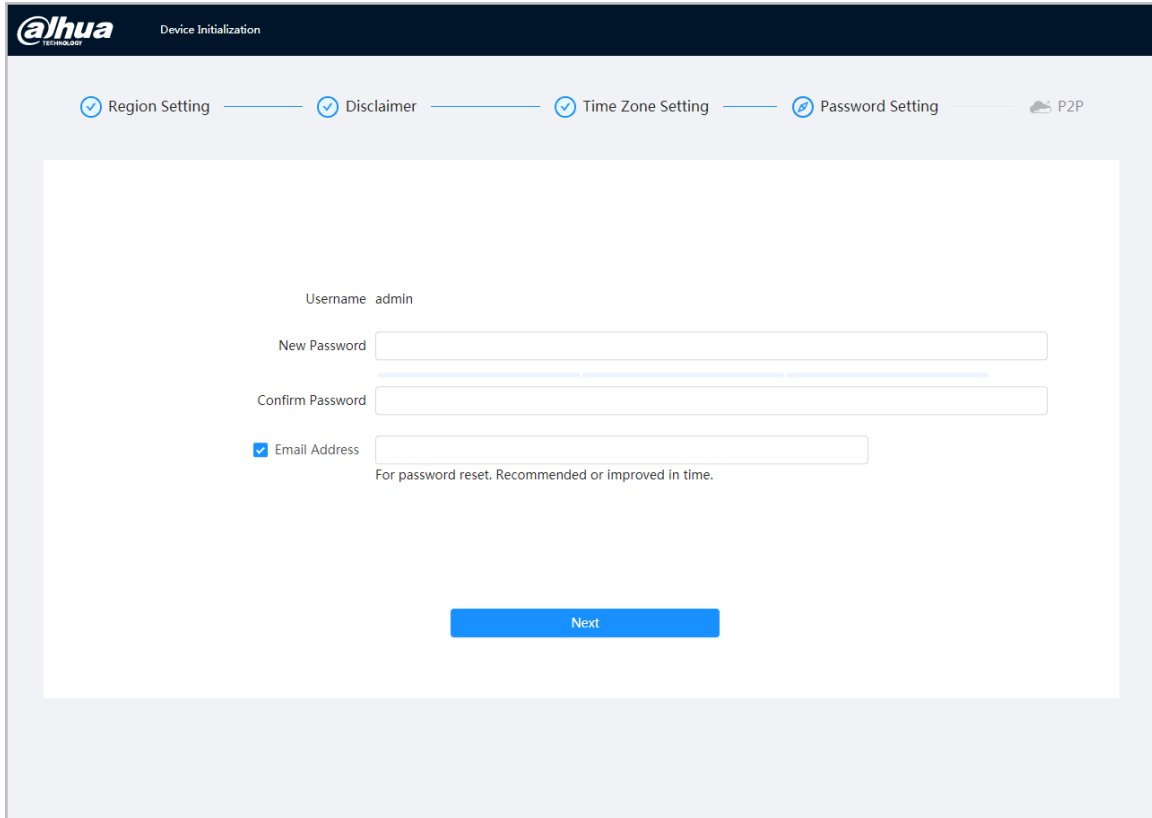 alhua
TECHNOLOGY
Device Initialization
Region Setting
Disclaimer
Time Zone Setting
Password Setting
P2P
Username admin
New Password
Confirm Password
Email Address
For password reset. Recommended or improved in time.
Next